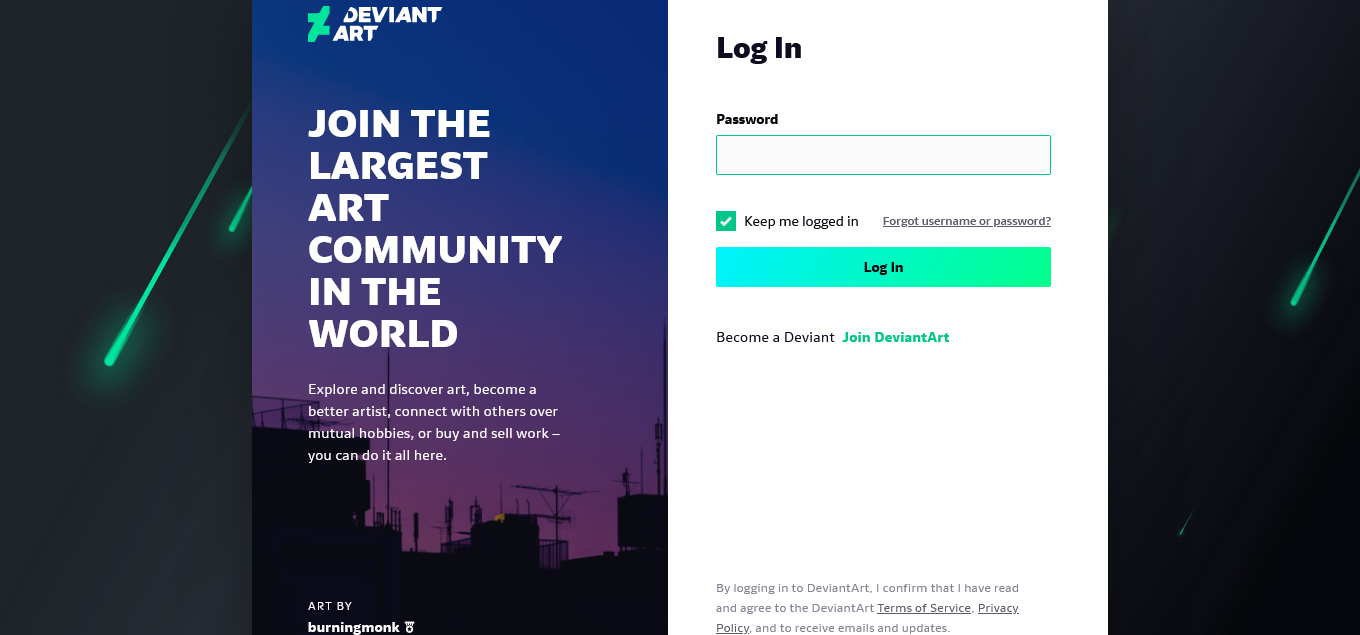 DEVIANT
ART
JOIN THE
LARGEST
ART
COMMUNITY
IN THE
WORLD
Explore and discover art, become a
better artist, connect with others over
mutual hobbies, or buy and sell work –
you can do it all here.
ART BY
burningmonk
Log In
Password
Keep me logged in
Forgot username or password?
Log In
Become a Deviant Join DeviantArt
By logging in to DeviantArt, I confirm that I have read
and agree to the DeviantArt Terms of Service, Privacy
Policy, and to receive emails and updates.